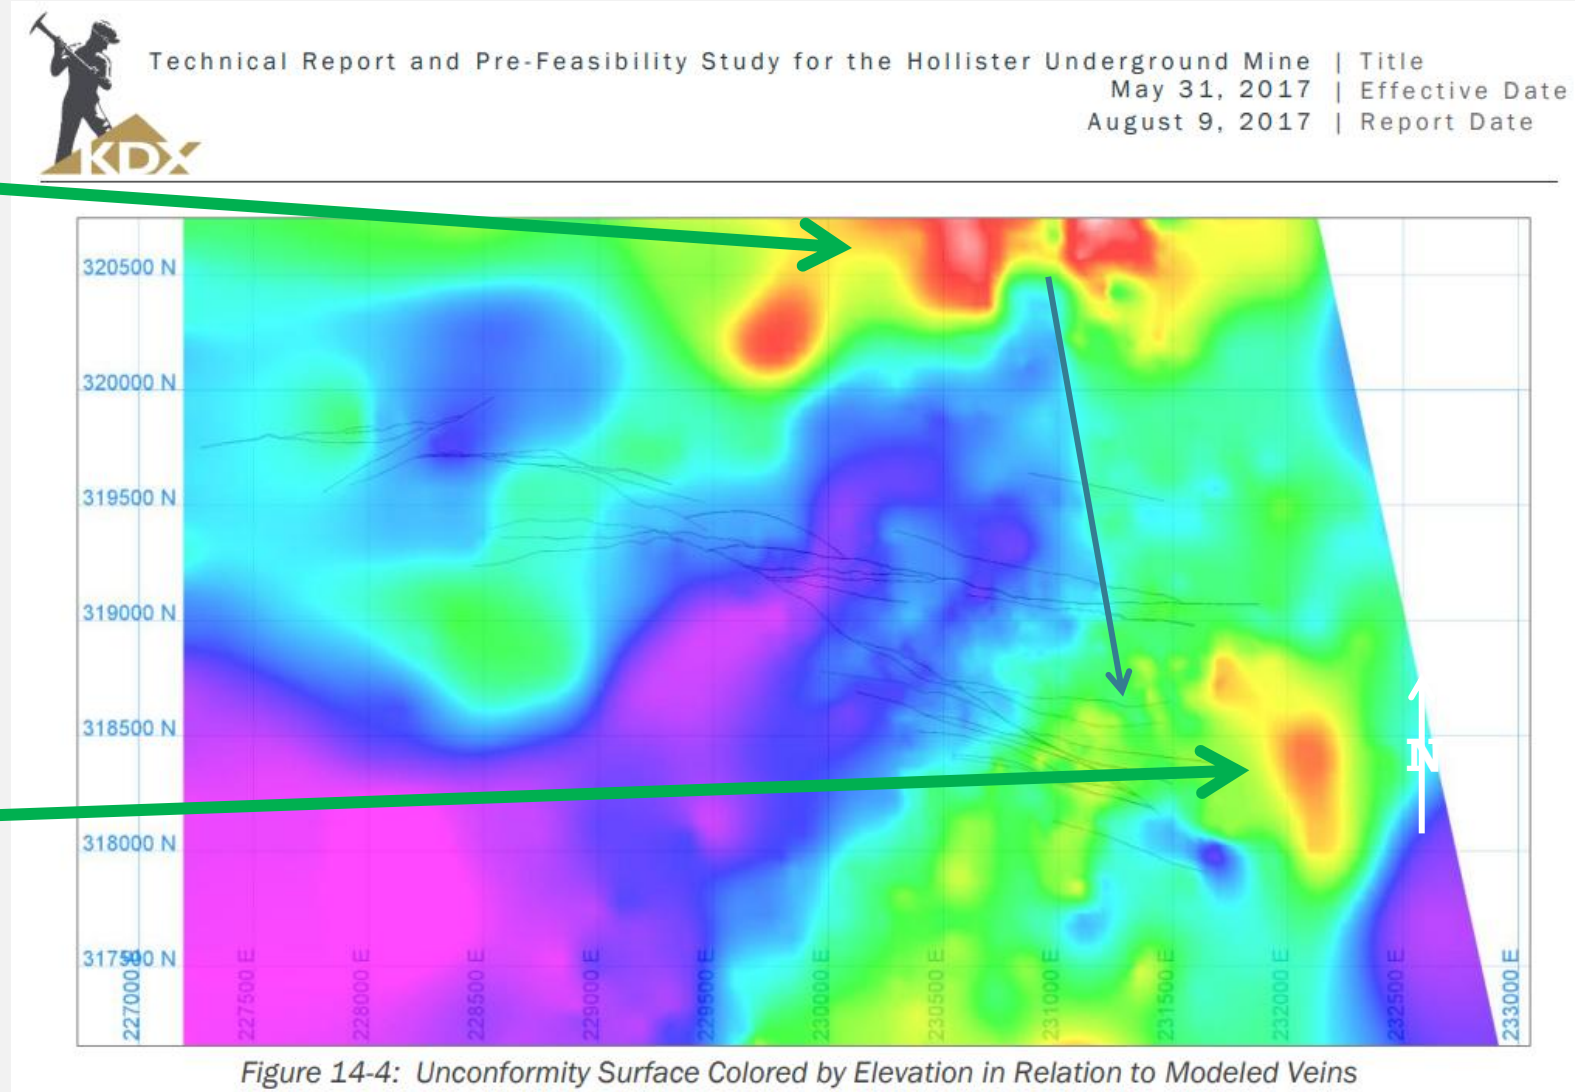 Technical Report and Pre-Feasibility Study for the Hollister Underground Mine | Title
May 31, 2017 | Effective Date
August 9, 2017 | Report Date
KDX
320500 N
320000 N
319500 N
319000 N
318500 N
N
318000 N
317500 N
227000 E
227500 E
228000 E
228500 E
229000 E
229500 E
230000 E
230500 E
231000 E
231500 E
232000 E
232500 E
233000 E
Figure 14-4: Unconformity Surface Colored by Elevation in Relation to Modeled Veins